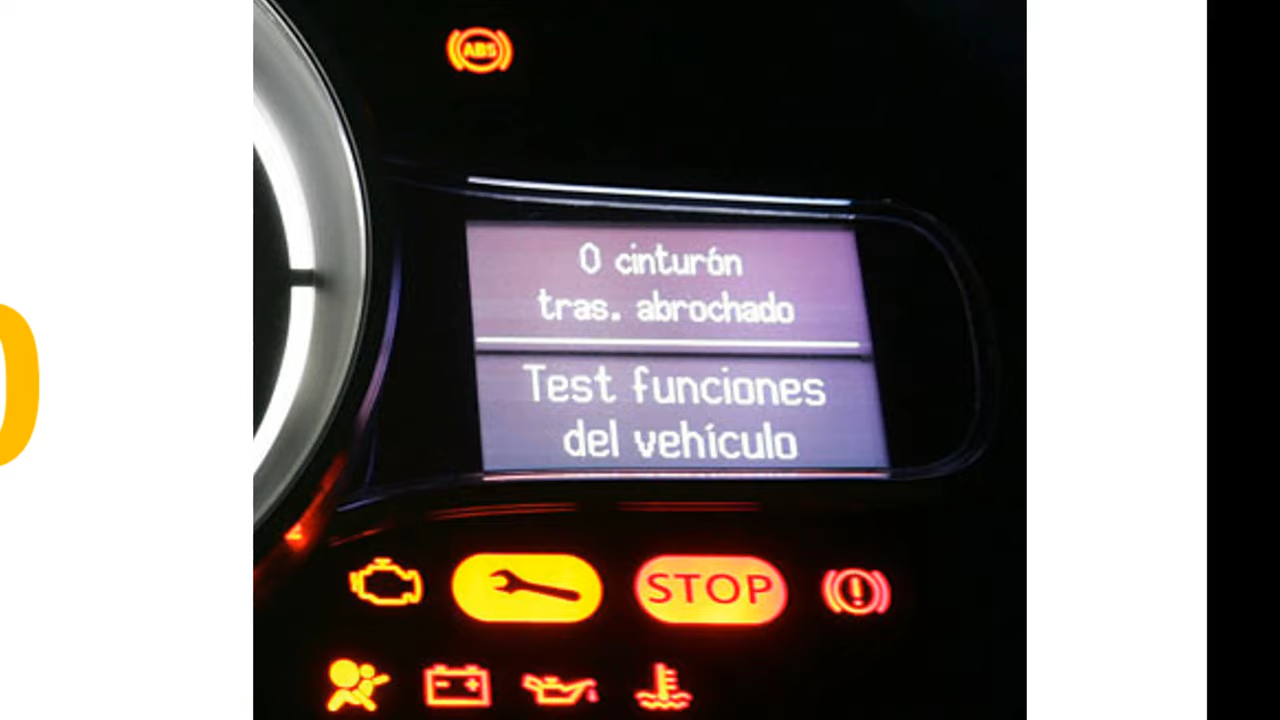 ABS
0 cinturón
tras. abrochado
Test funciones
del vehículo
STOP